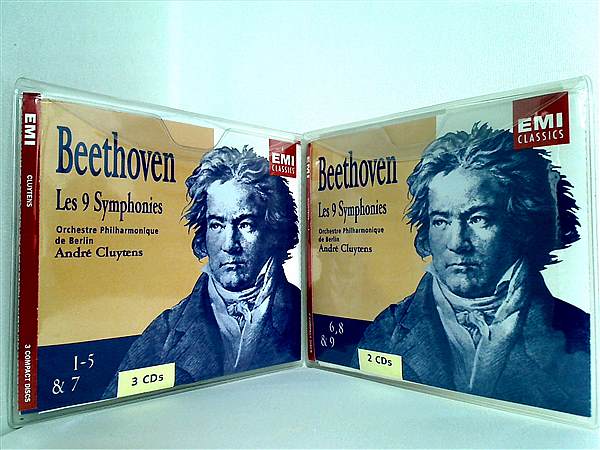 EMI
CLUTENS
3 COMPACT DISCS
EMI
CLASSICS
Beethoven
Les 9 Symphonies
Orchestre Philharmonique
de Berlin
André Cluytens
1-5
& 7
3 CDs
EMI
EMI
CLASSICS
Beethoven
Les 9 Symphonies
Orchestre Philharmonique
de Berlin
André Cluytens
6,8
& 9
2 CDs